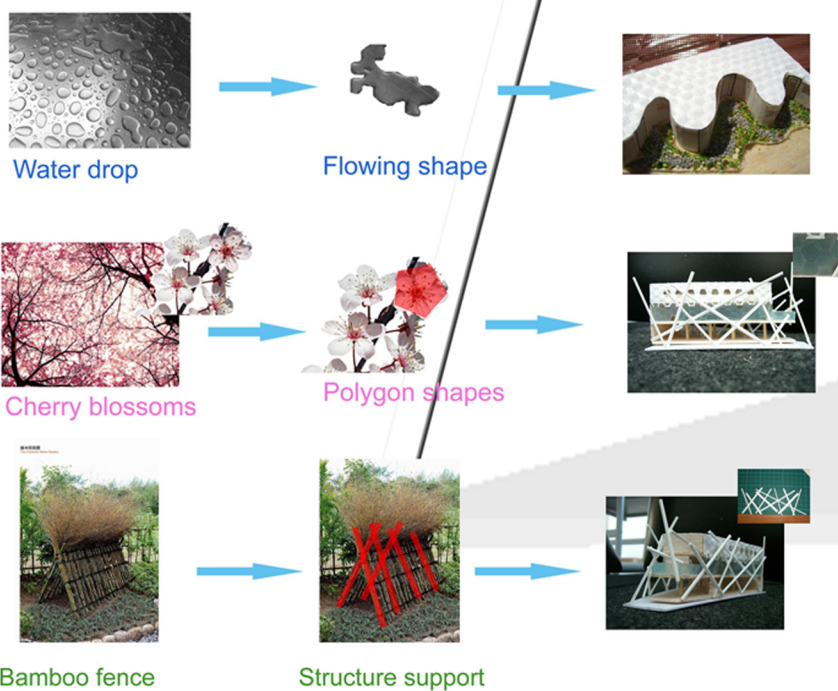 Water drop
Flowing shape
Cherry blossoms
Polygon shapes
Bamboo fence
Structure support